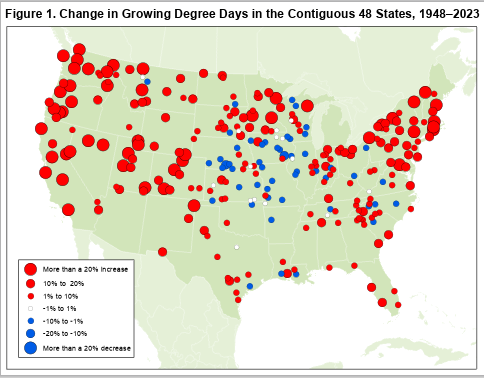 Figure 1. Change in Growing Degree Days in the Contiguous 48 States, 1948–2023
More than a 20% increase
10% to 20%
1% to 10%
-1% to 1%
-10% to -1%
-20% to -10%
More than a 20% decrease